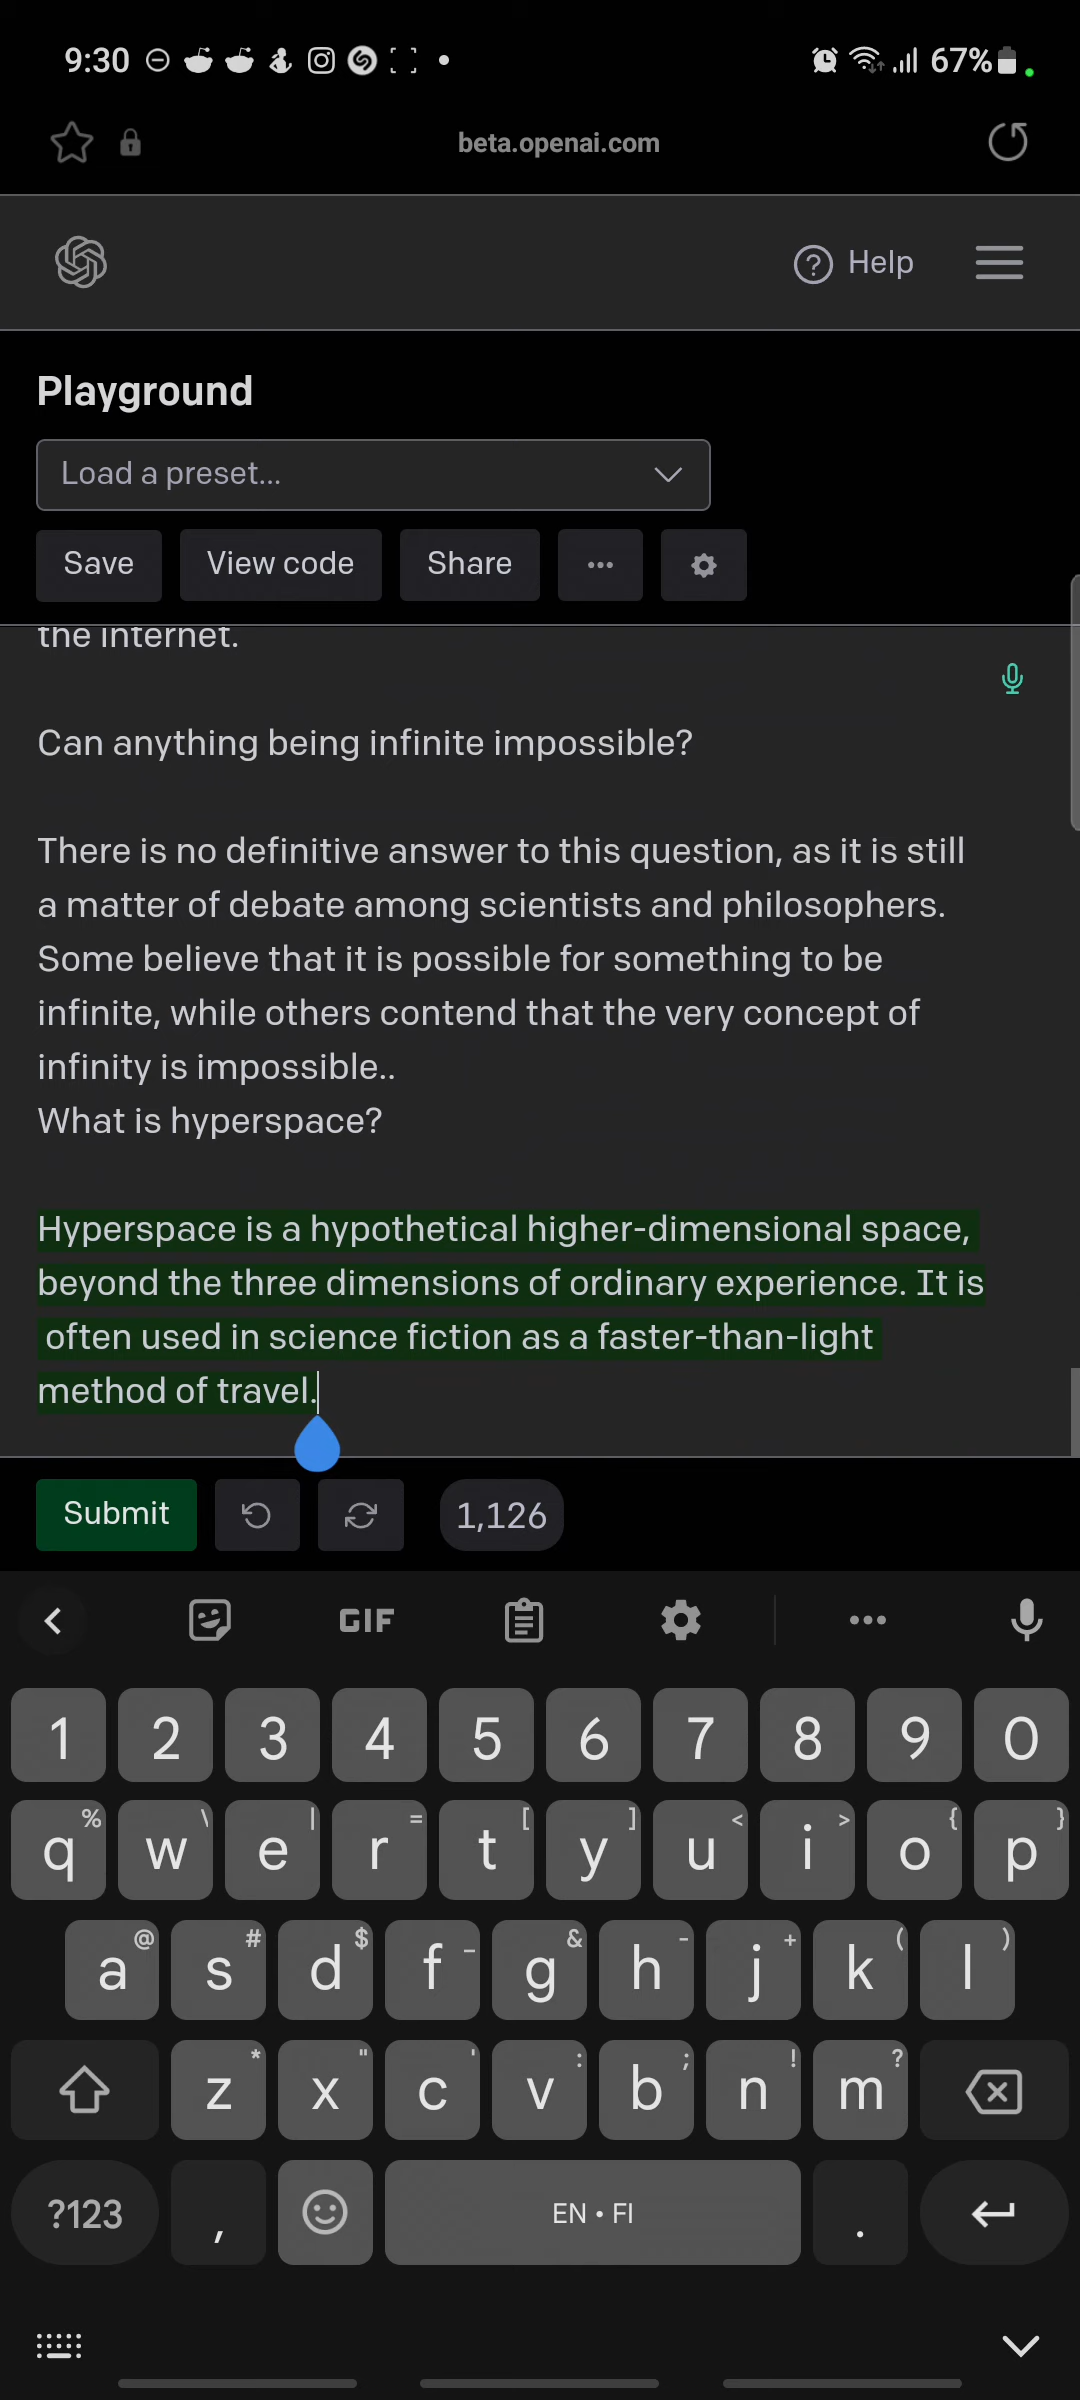 9:30
67%
beta.openai.com
Help
Playground
Load a preset...
Save
View code
Share
the internet.
Can anything being infinite impossible?
There is no definitive answer to this question, as it is still
a matter of debate among scientists and philosophers.
Some believe that it is possible for something to be
infinite, while others contend that the very concept of
infinity is impossible..
What is hyperspace?
Hyperspace is a hypothetical higher-dimensional space,
beyond the three dimensions of ordinary experience. It is
often used in science fiction as a faster-than-light
method of travel.
Submit
1,126
GIF
1 2 3 4 5 6 7 8 9 0
% \ | = [ ] < > { }
q w e r t y u i o p
@ # $ _ & - + ( )
a s d f g h j k l
* " ' : ; ! ?
z x c v b n m
?123 , EN • FI .